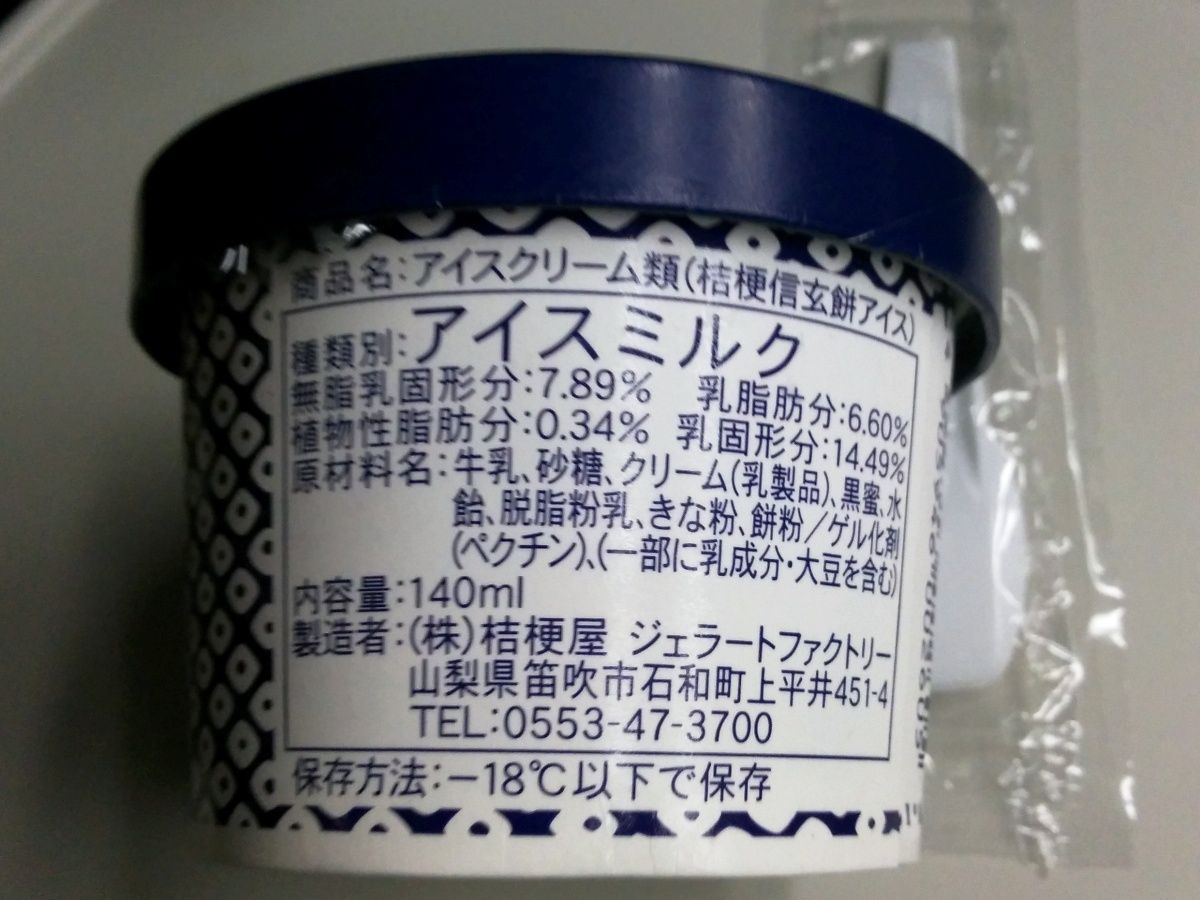 商品名:アイスクリーム類(桔梗信玄餅アイス)
種類別:アイスミルク
無脂乳固形分:7.89% 乳脂肪分:6.60%
植物性脂肪分:0.34% 乳固形分:14.49%
原材料名:牛乳、砂糖、クリーム(乳製品)、黒蜜、水
飴、脱脂粉乳、きな粉、餅粉/ゲル化剤
(ペクチン)、(一部に乳成分・大豆を含む)
内容量:140ml
製造者:(株)桔梗屋 ジェラートファクトリー
山梨県笛吹市石和町上平井451-4
TEL:0553-47-3700
保存方法:-18℃以下で保存